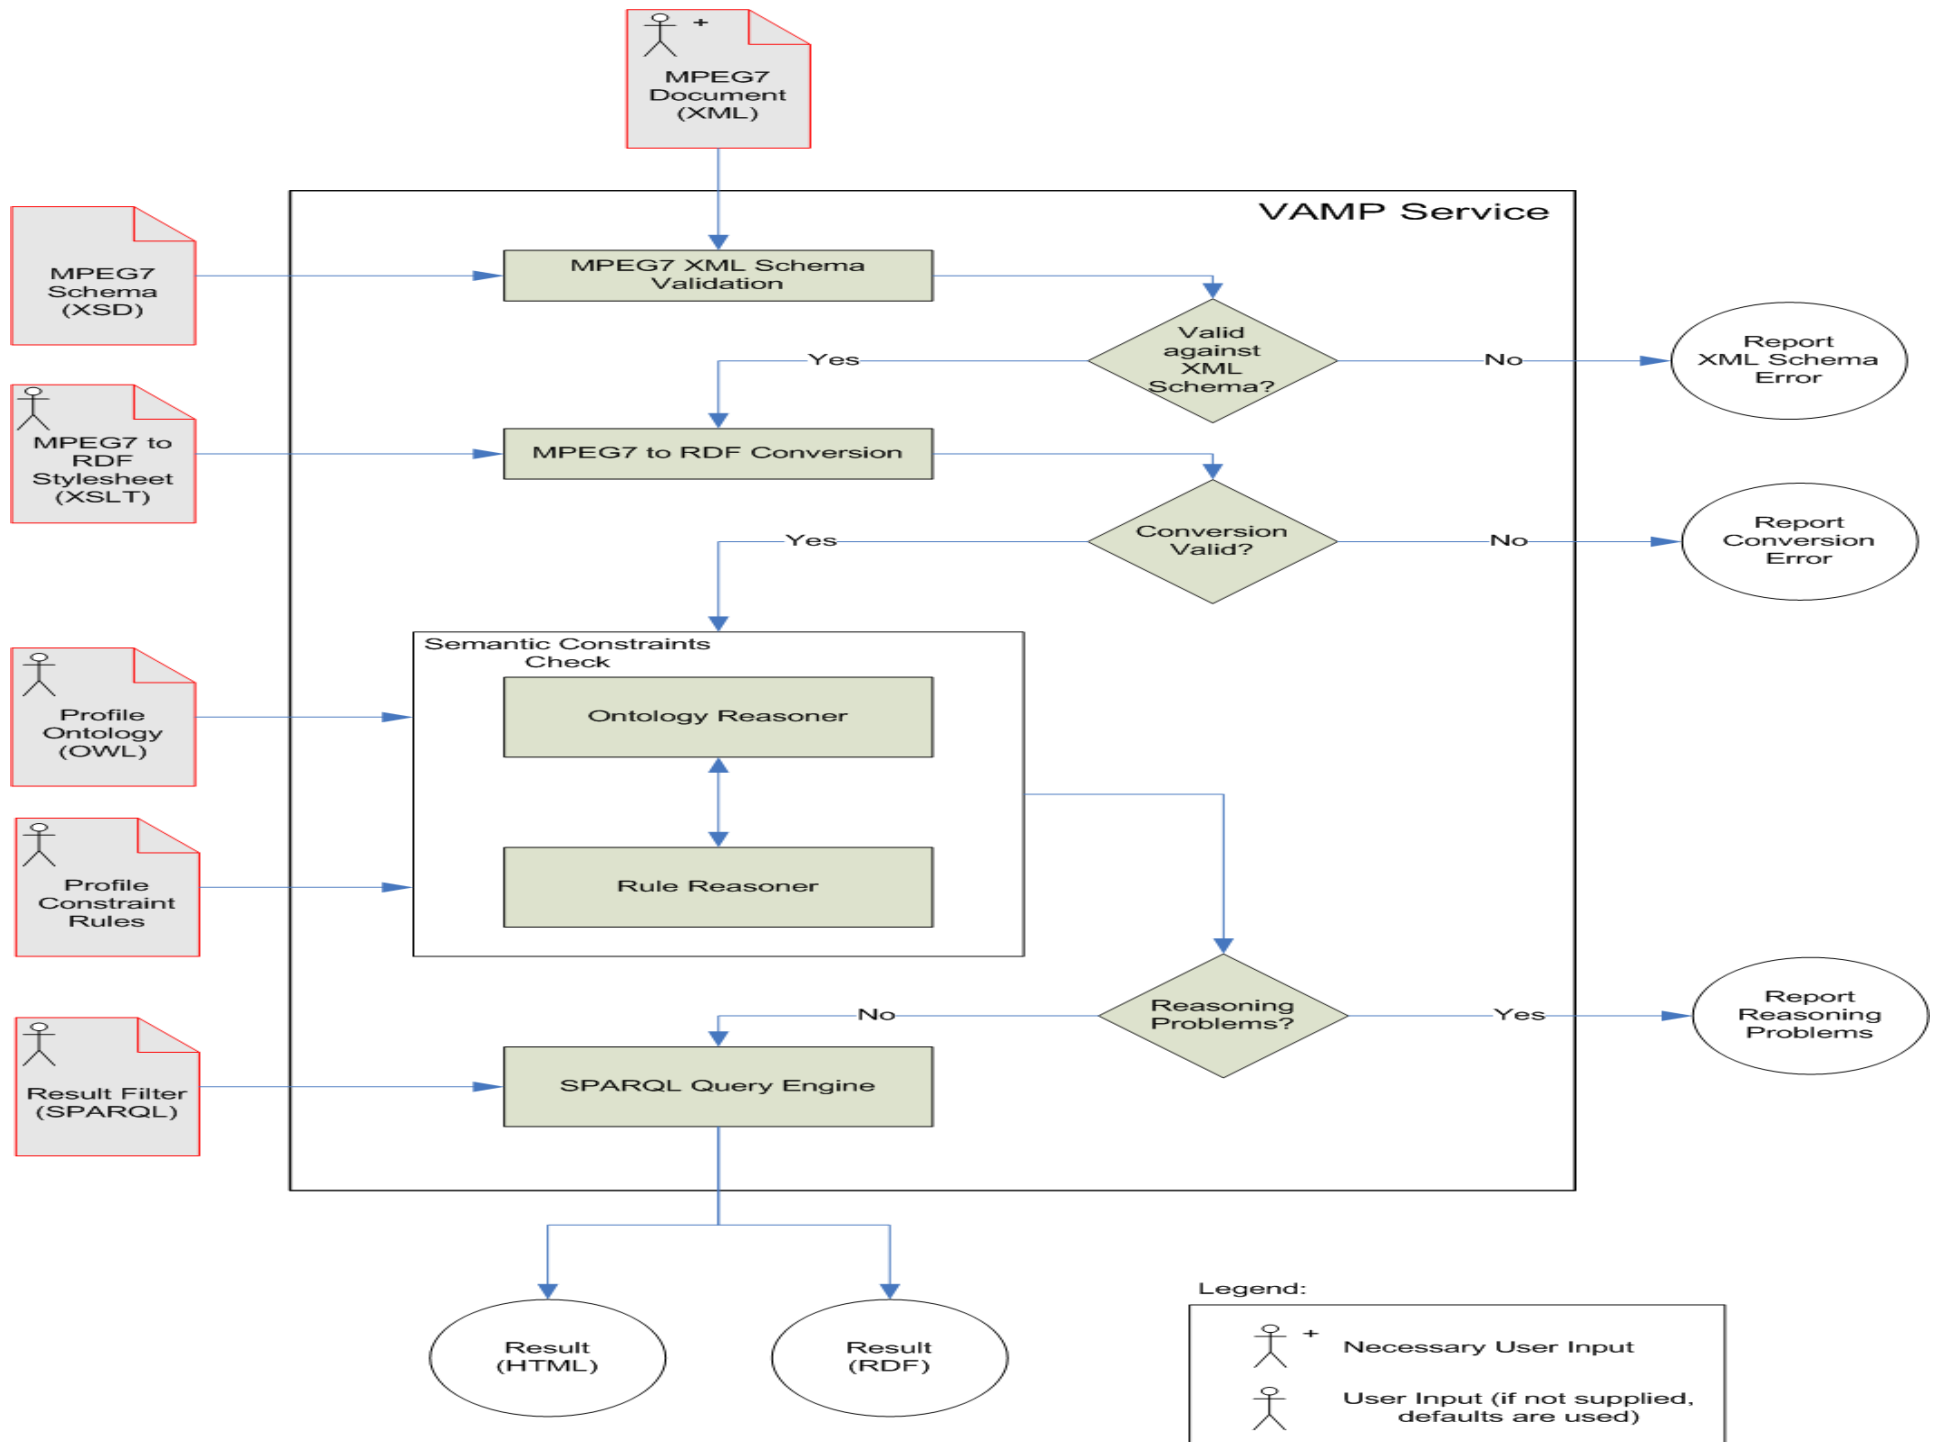 +
MPEG7
Document
(XML)
VAMP Service
MPEG7
Schema
(XSD)
MPEG7 XML Schema
Validation
Valid
against
XML
Schema?
Yes
No
Report
XML Schema
Error
MPEG7 to
RDF
Stylesheet
(XSLT)
MPEG7 to RDF Conversion
Conversion
Valid?
Yes
No
Report
Conversion
Error
Semantic Constraints
Check
Profile
Ontology
(OWL)
Ontology Reasoner
Profile
Constraint
Rules
Rule Reasoner
Reasoning
Problems?
No
Yes
Report
Reasoning
Problems
Result Filter
(SPARQL)
SPARQL Query Engine
Result
(HTML)
Result
(RDF)
Legend:
+ Necessary User Input
User Input (if not supplied,
defaults are used)